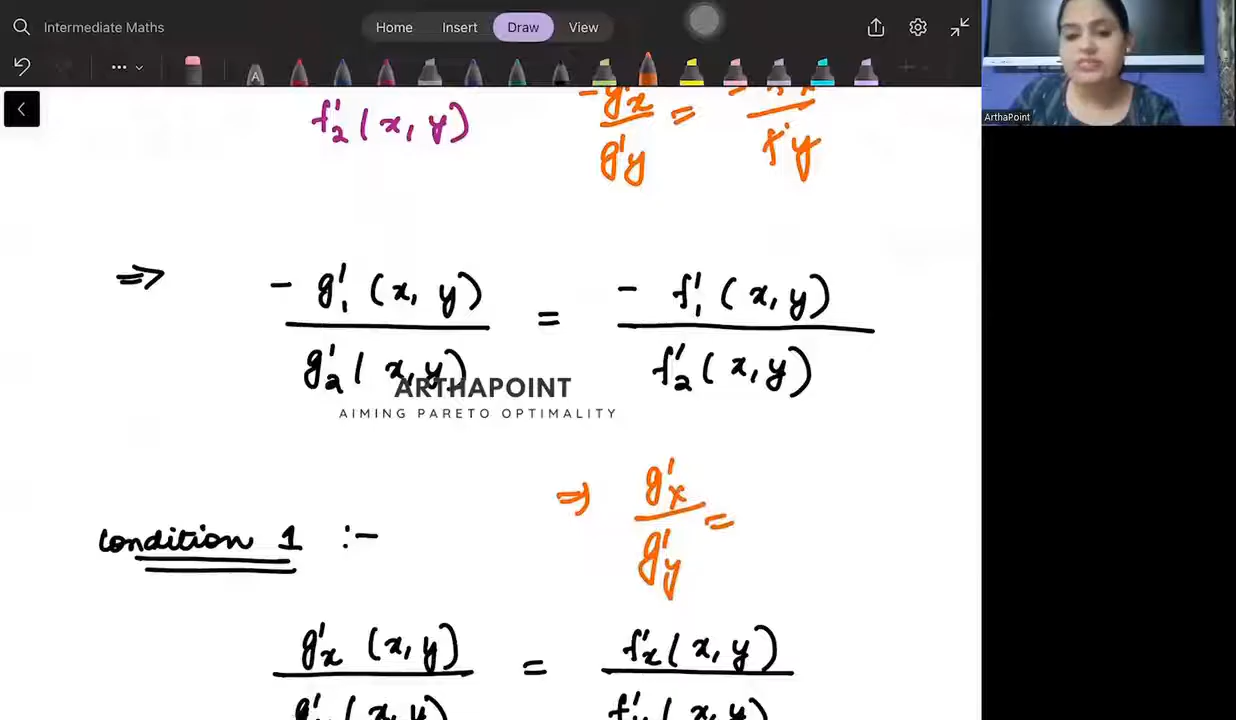 Intermediate Maths Home Insert Draw View
A
ArthaPoint
f'2 (x, y)
-g'x / g'y =
⇒ - g'1 (x, y) / g'2 (x, y) = - f'1 (x, y) / f'2 (x, y)
ARTHAPOINT
AIMING PARETO OPTIMALITY
⇒ g'x / g'y =
Condition 1 :-
g'x (x, y) = f'x (x, y)